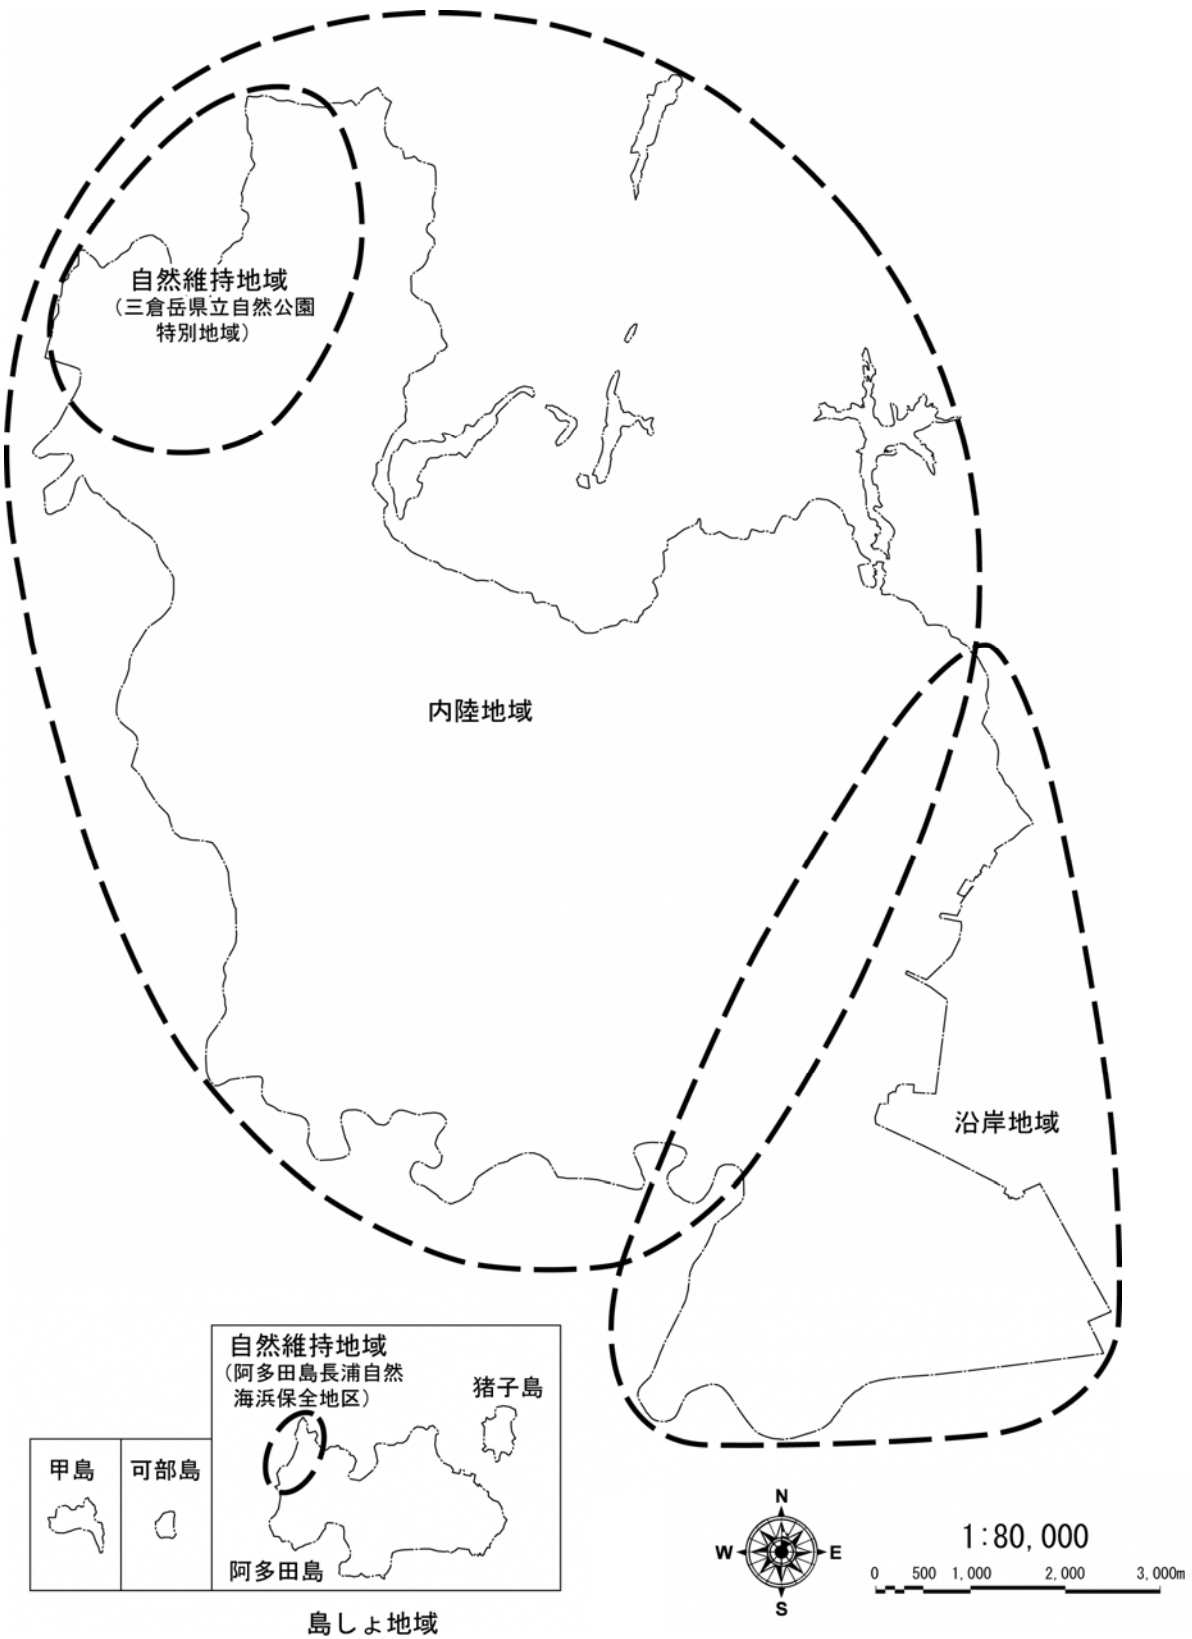 自然維持地域
（三倉岳県立自然公園
特別地域）
内陸地域
沿岸地域
自然維持地域
（阿多田島長浦自然
海浜保全地区）
猪子島
甲島
可部島
阿多田島
島しょ地域
N
W
E
S
1:80,000
0 500 1,000 2,000 3,000m